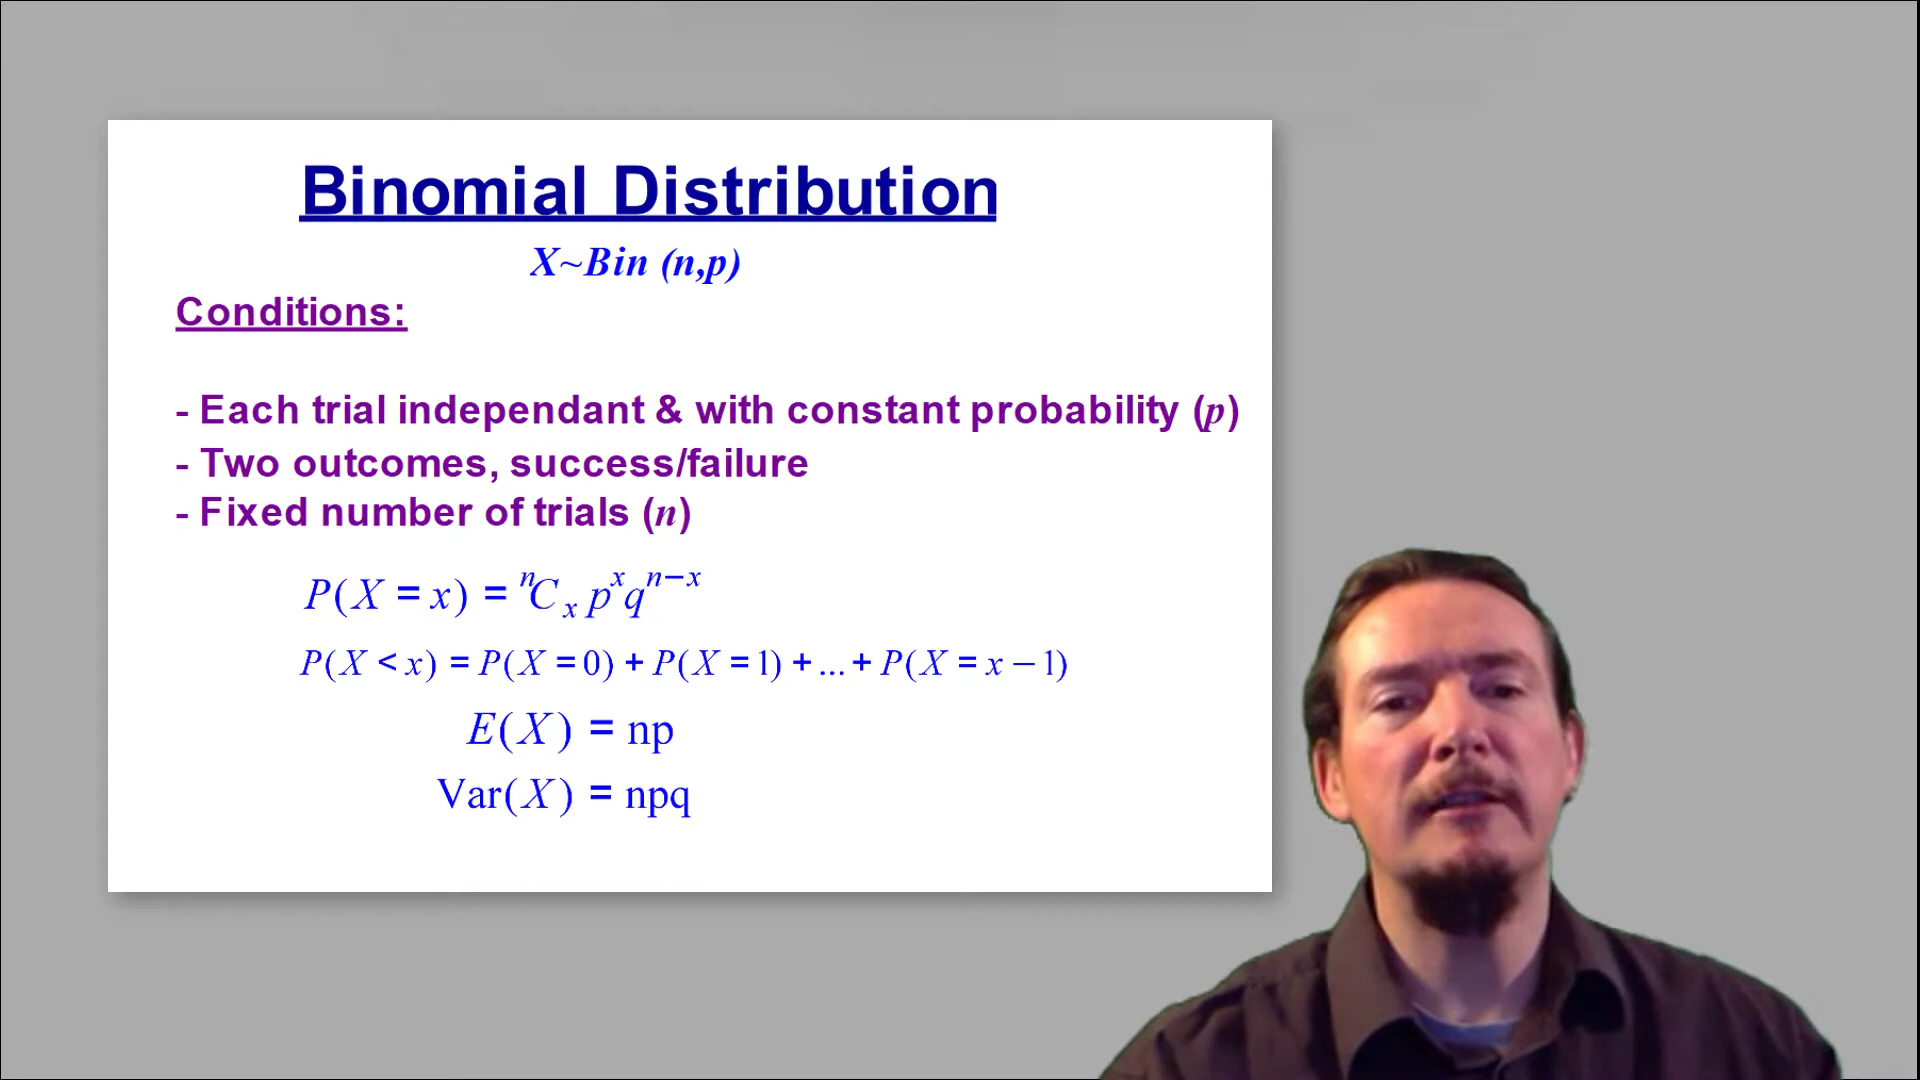 Binomial Distribution
X~Bin (n,p)
Conditions:
- Each trial independant & with constant probability (p)
- Two outcomes, success/failure
- Fixed number of trials (n)
P(X = x) = ⁿCₓ pˣqⁿ⁻ˣ
P(X < x) = P(X = 0) + P(X = 1) + ... + P(X = x − 1)
E(X) = np
Var(X) = npq